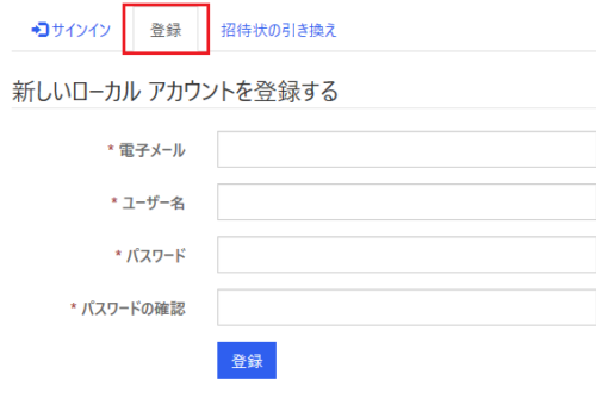 サインイン 登録 招待状の引き換え
新しいローカル アカウントを登録する
* 電子メール
* ユーザー名
* パスワード
* パスワードの確認
登録